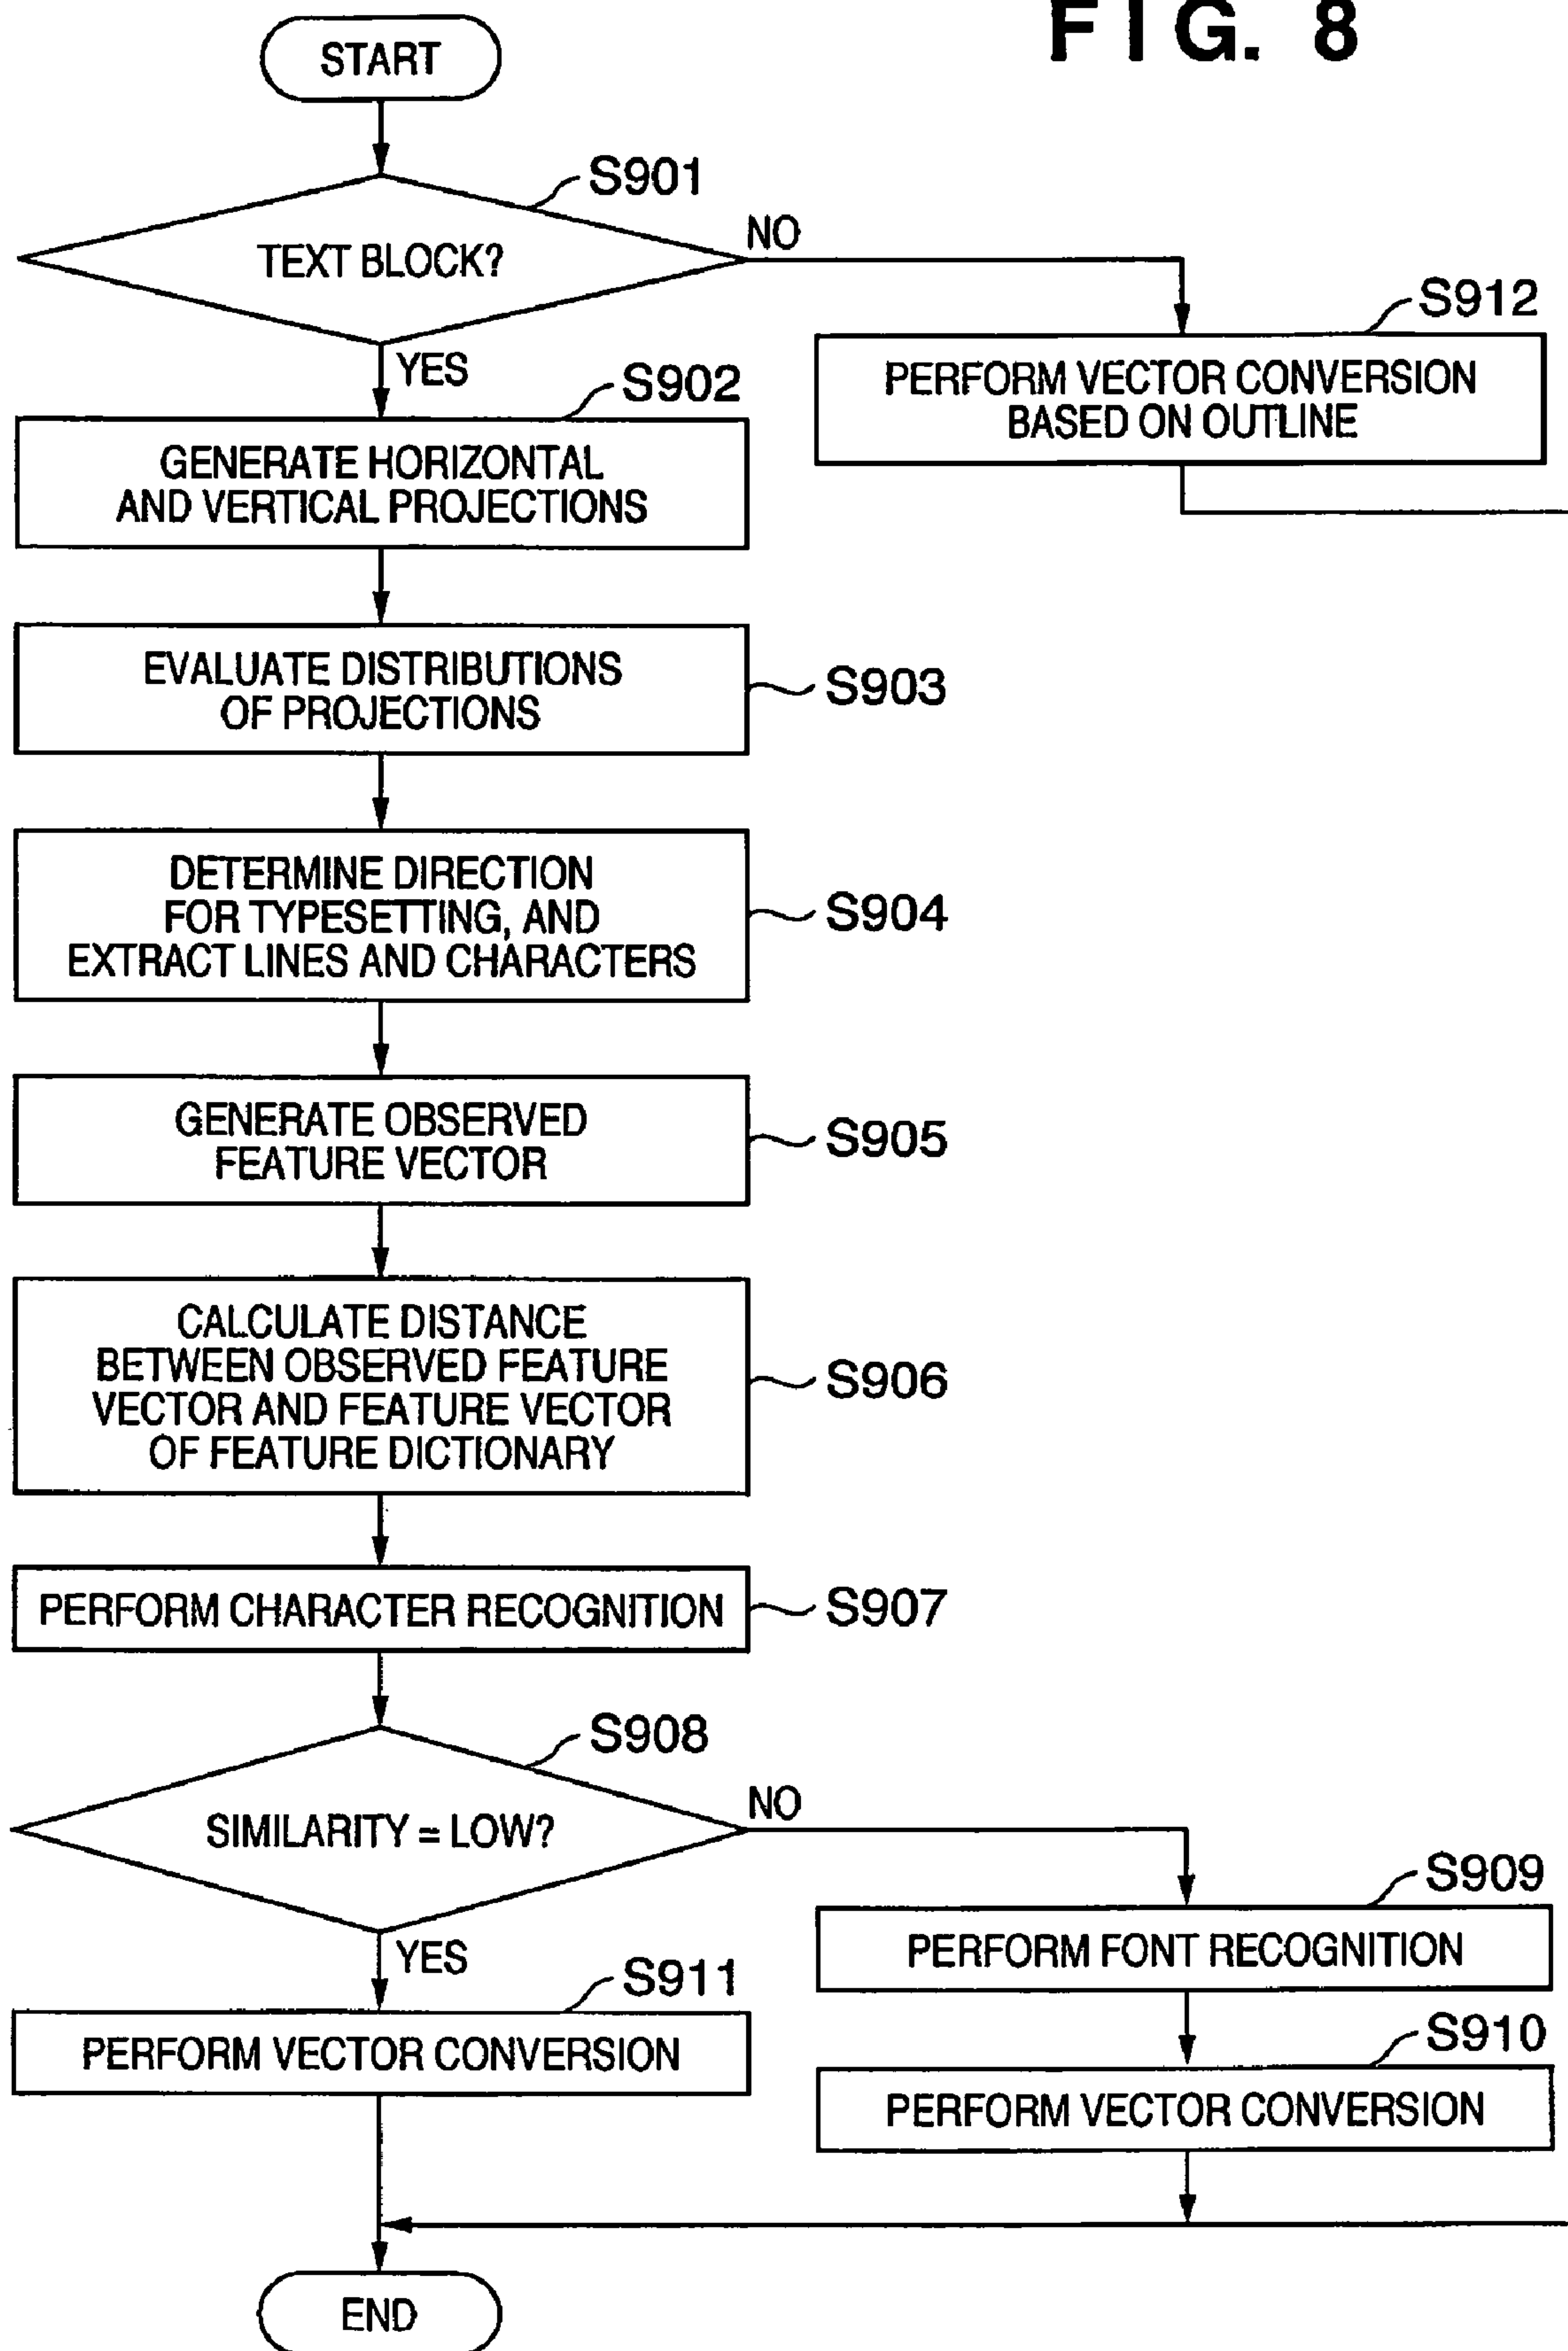 FIG. 8
START
S901
TEXT BLOCK?
NO
YES
S912
PERFORM VECTOR CONVERSION
BASED ON OUTLINE
S902
GENERATE HORIZONTAL
AND VERTICAL PROJECTIONS
EVALUATE DISTRIBUTIONS
OF PROJECTIONS
S903
DETERMINE DIRECTION
FOR TYPESETTING, AND
EXTRACT LINES AND CHARACTERS
S904
GENERATE OBSERVED
FEATURE VECTOR
S905
CALCULATE DISTANCE
BETWEEN OBSERVED FEATURE
VECTOR AND FEATURE VECTOR
OF FEATURE DICTIONARY
S906
PERFORM CHARACTER RECOGNITION
S907
S908
SIMILARITY = LOW?
NO
YES
S909
PERFORM FONT RECOGNITION
S911
PERFORM VECTOR CONVERSION
S910
PERFORM VECTOR CONVERSION
END